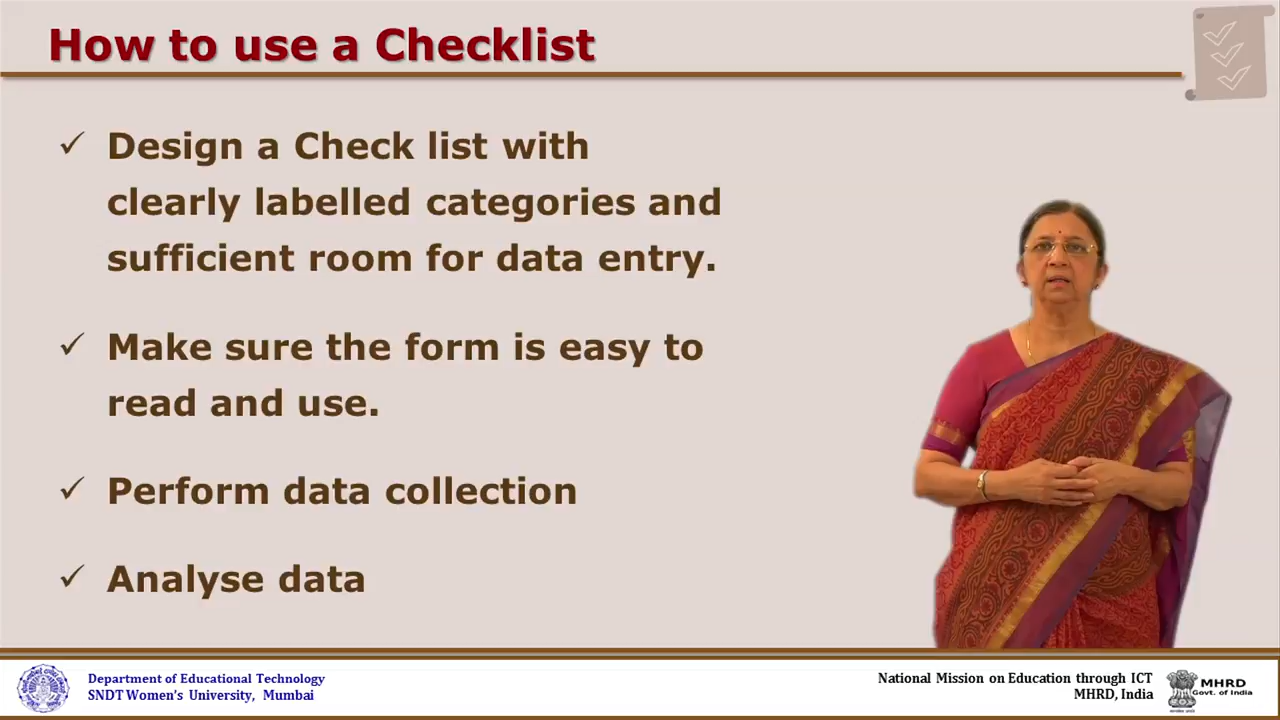 How to use a Checklist
✓ Design a Check list with
clearly labelled categories and
sufficient room for data entry.
✓ Make sure the form is easy to
read and use.
✓ Perform data collection
✓ Analyse data
Department of Educational Technology
SNDT Women's University, Mumbai
National Mission on Education through ICT
MHRD, India
MHRD
Govt. of India